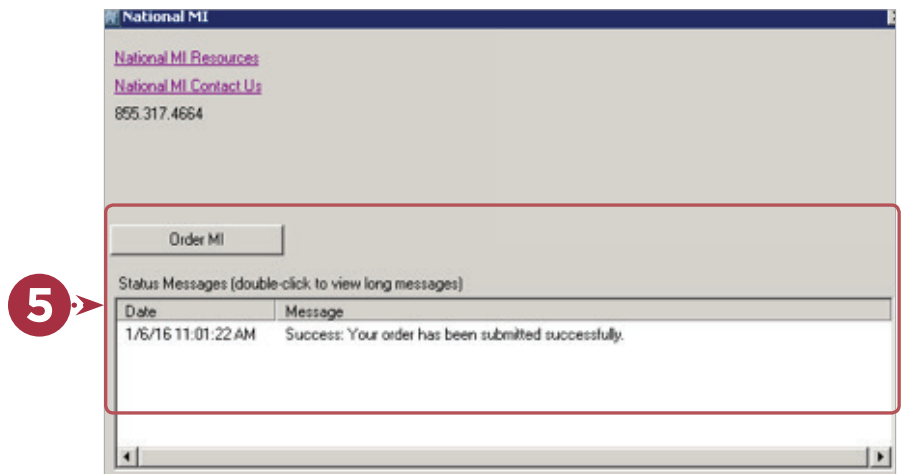 National MI
National MI Resources
National MI Contact Us
855.317.4664
Order MI
5
Status Messages (double-click to view long messages)
Date Message
1/6/16 11:01:22 AM Success: Your order has been submitted successfully.